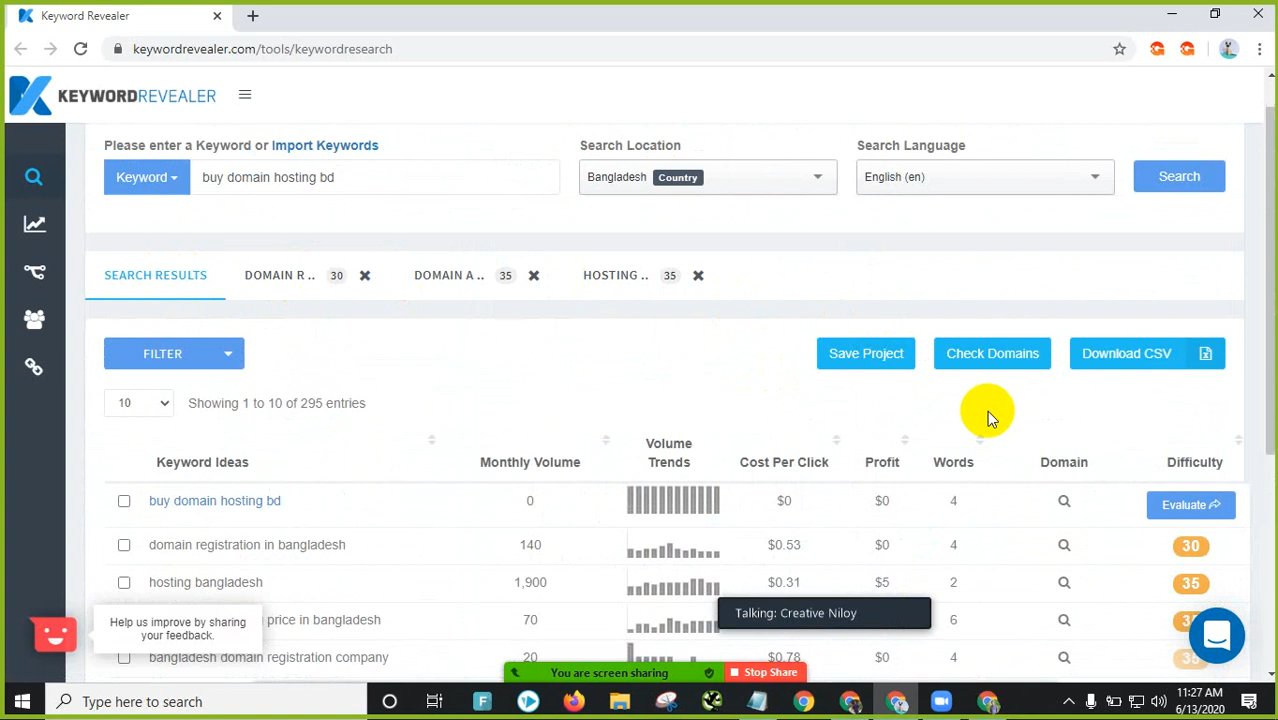 Keyword Revealer
keywordrevealer.com/tools/keywordresearch
KEYWORDREVEALER
Please enter a Keyword or Import Keywords
Search Location
Search Language
Keyword
buy domain hosting bd
Bangladesh Country
English (en)
Search
SEARCH RESULTS
DOMAIN R .. 30
DOMAIN A .. 35
HOSTING .. 35
FILTER
Save Project
Check Domains
Download CSV
10
Showing 1 to 10 of 295 entries
Keyword Ideas
Monthly Volume
Volume Trends
Cost Per Click
Profit
Words
Domain
Difficulty
buy domain hosting bd 0 $0 $0 4 Evaluate
domain registration in bangladesh 140 $0.53 $0 4 30
hosting bangladesh 1,900 $0.31 $5 2 35
price in bangladesh 70 6
bangladesh domain registration company 20 $0.78 $0 4 35
Help us improve by sharing
your feedback.
Talking: Creative Niloy
You are screen sharing
Stop Share
Type here to search
11:27 AM
6/13/2020